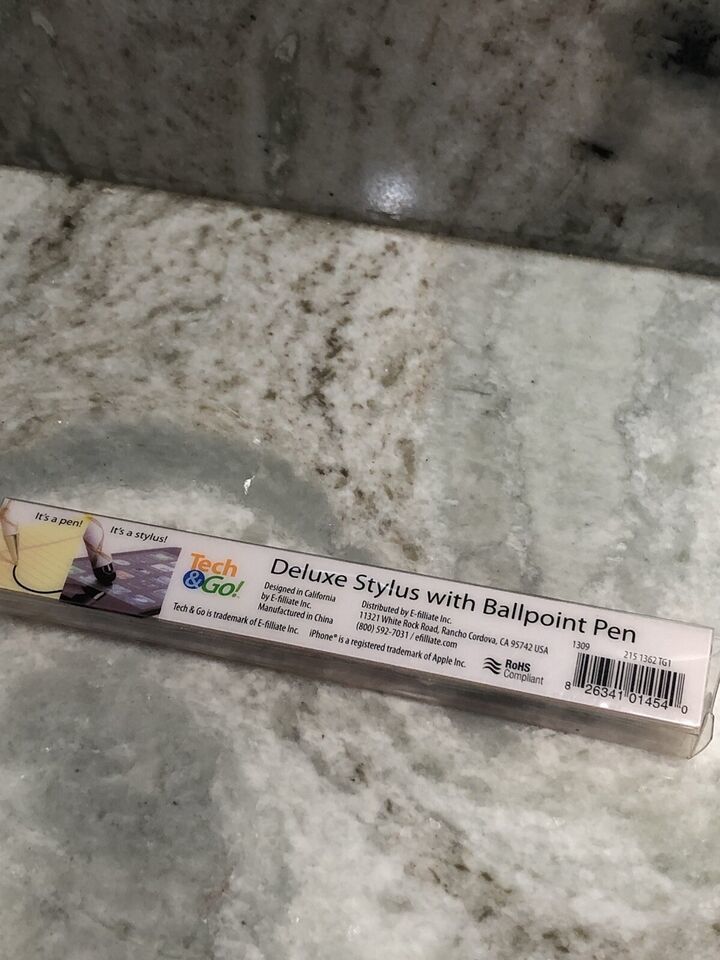 It's a pen!
It's a stylus!
Tech
&Go!
Deluxe Stylus with Ballpoint Pen
Designed in California
by E-filliate Inc.
Manufactured in China
Distributed by E-filliate Inc.
11321 White Rock Road, Rancho Cordova, CA 95742 USA
(800) 592-7031 / efilliate.com
Tech & Go is trademark of E-filliate Inc. iPhone® is a registered trademark of Apple Inc.
RoHS
Compliant
1309
215 1362 TG1
8 26341 01454 0